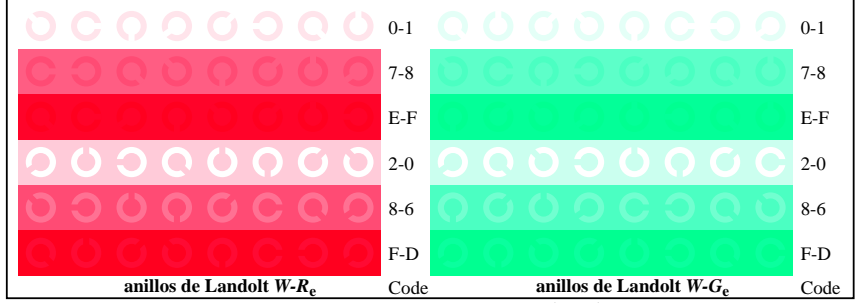 0-1 0-1
7-8 7-8
E-F E-F
2-0 2-0
8-6 8-6
F-D F-D
anillos de Landolt W-Re Code anillos de Landolt W-Ge Code